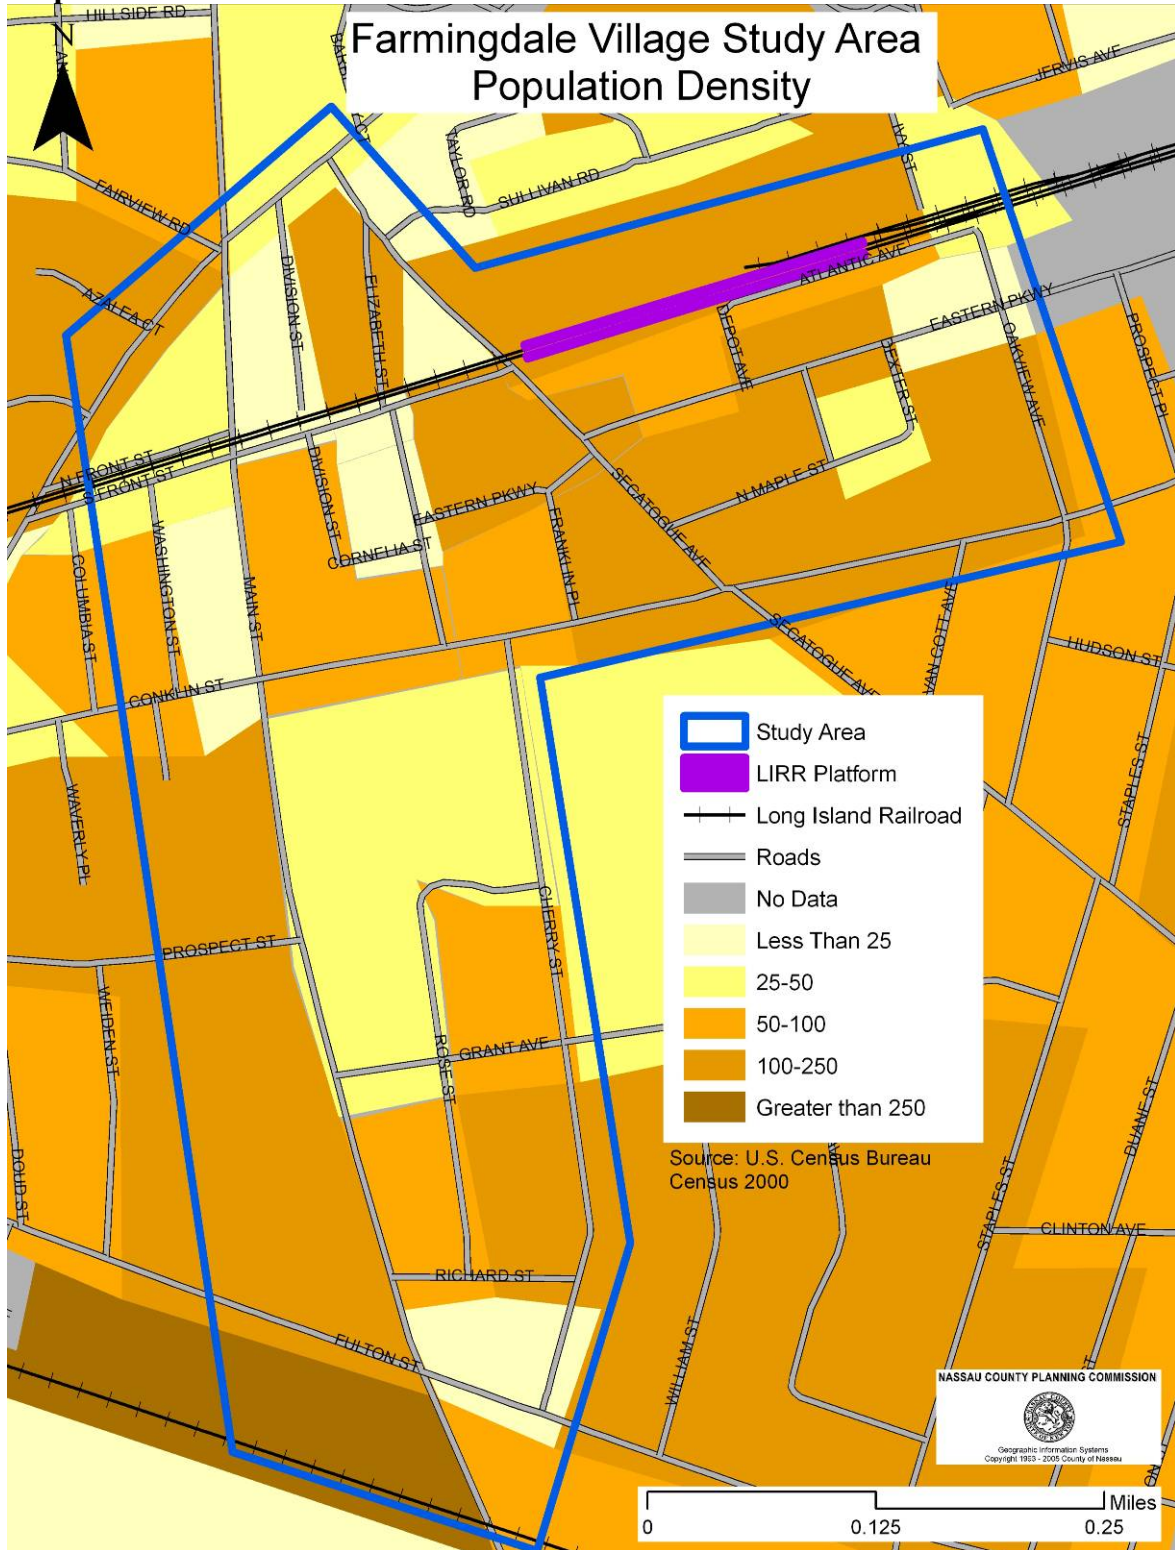 HILLSIDE RD
N
Farmingdale Village Study Area
Population Density
JERVIS AVE
TAYLOR RD
SULLIVAN RD
FAIRVIEW RD
DIVISION ST
ELIZABETH ST
AZALEA CT
ATLANTIC AVE
EASTERN PKWY
DEPOT AVE
DEXTER ST
OAKVIEW AVE
PROSPECT PL
N FRONT ST
S FRONT ST
DIVISION ST
EASTERN PKWY
SECATOGUE AVE
N MAPLE ST
CORNELIA ST
FRANKLIN PL
COLUMBIA ST
WASHINGTON ST
MAIN ST
SECATOGUE AVE
VAN COTT AVE
HUDSON ST
CONKLIN ST
STAPLES ST
WAVERLY PL
Study Area
LIRR Platform
Long Island Railroad
Roads
No Data
Less Than 25
25-50
50-100
100-250
Greater than 250
Source: U.S. Census Bureau
Census 2000
CHERRY ST
PROSPECT ST
WEIDEN ST
GRANT AVE
ROSE ST
DUANE ST
DOUD ST
STAPLES ST
CLINTON AVE
RICHARD ST
FULTON ST
WILLIAM ST
NASSAU COUNTY PLANNING COMMISSION
Geographic Information Systems
Copyright 1993 - 2005 County of Nassau
Miles
0 0.125 0.25